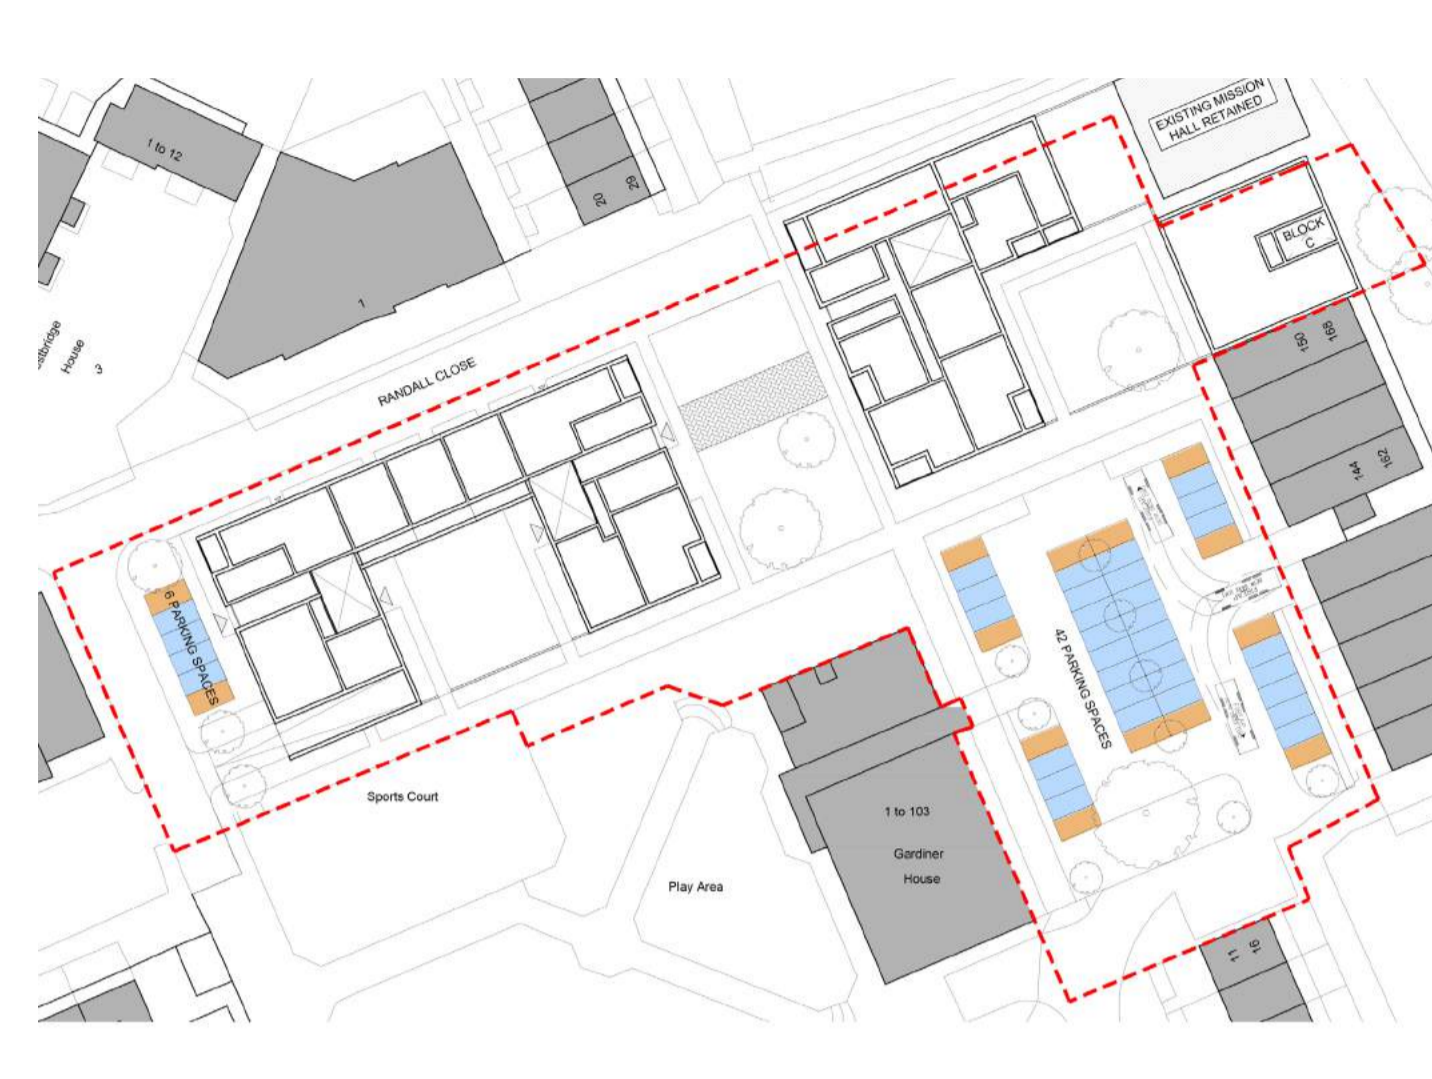 EXISTING MISSION
HALL RETAINED
1 to 12
29
20
BLOCK
C
1
House
3
RANDALL CLOSE
150
168
144
162
6 PARKING SPACES
42 PARKING SPACES
Sports Court
1 to 103
Gardiner
House
Play Area
11
16